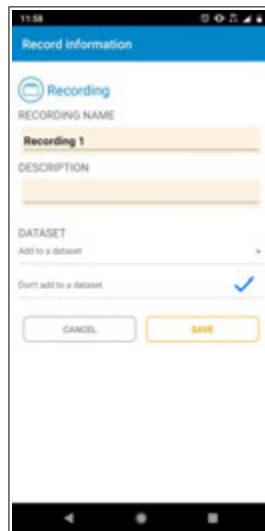 11:58
Record information
Recording
RECORDING NAME
Recording 1
DESCRIPTION
DATASET
Add to a dataset
Don't add to a dataset
CANCEL
SAVE